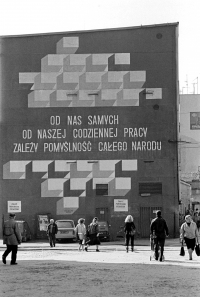 OD NAS SAMYCH
OD NASZEJ CODZIENNEJ PRACY
ZALEŻY POMYŚLNOŚĆ CAŁEGO NARODU